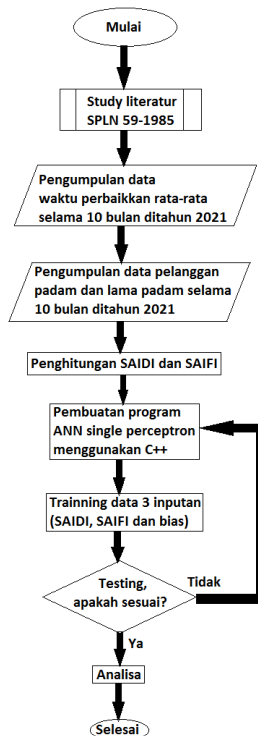 Mulai
Study literatur
SPLN 59-1985
Pengumpulan data
waktu perbaikkan rata-rata
selama 10 bulan ditahun 2021
Pengumpulan data pelanggan
padam dan lama padam selama
10 bulan ditahun 2021
Penghitungan SAIDI dan SAIFI
Pembuatan program
ANN single perceptron
menggunakan C++
Trainning data 3 inputan
(SAIDI, SAIFI dan bias)
Testing,
apakah sesuai?
Tidak
Ya
Analisa
Selesai